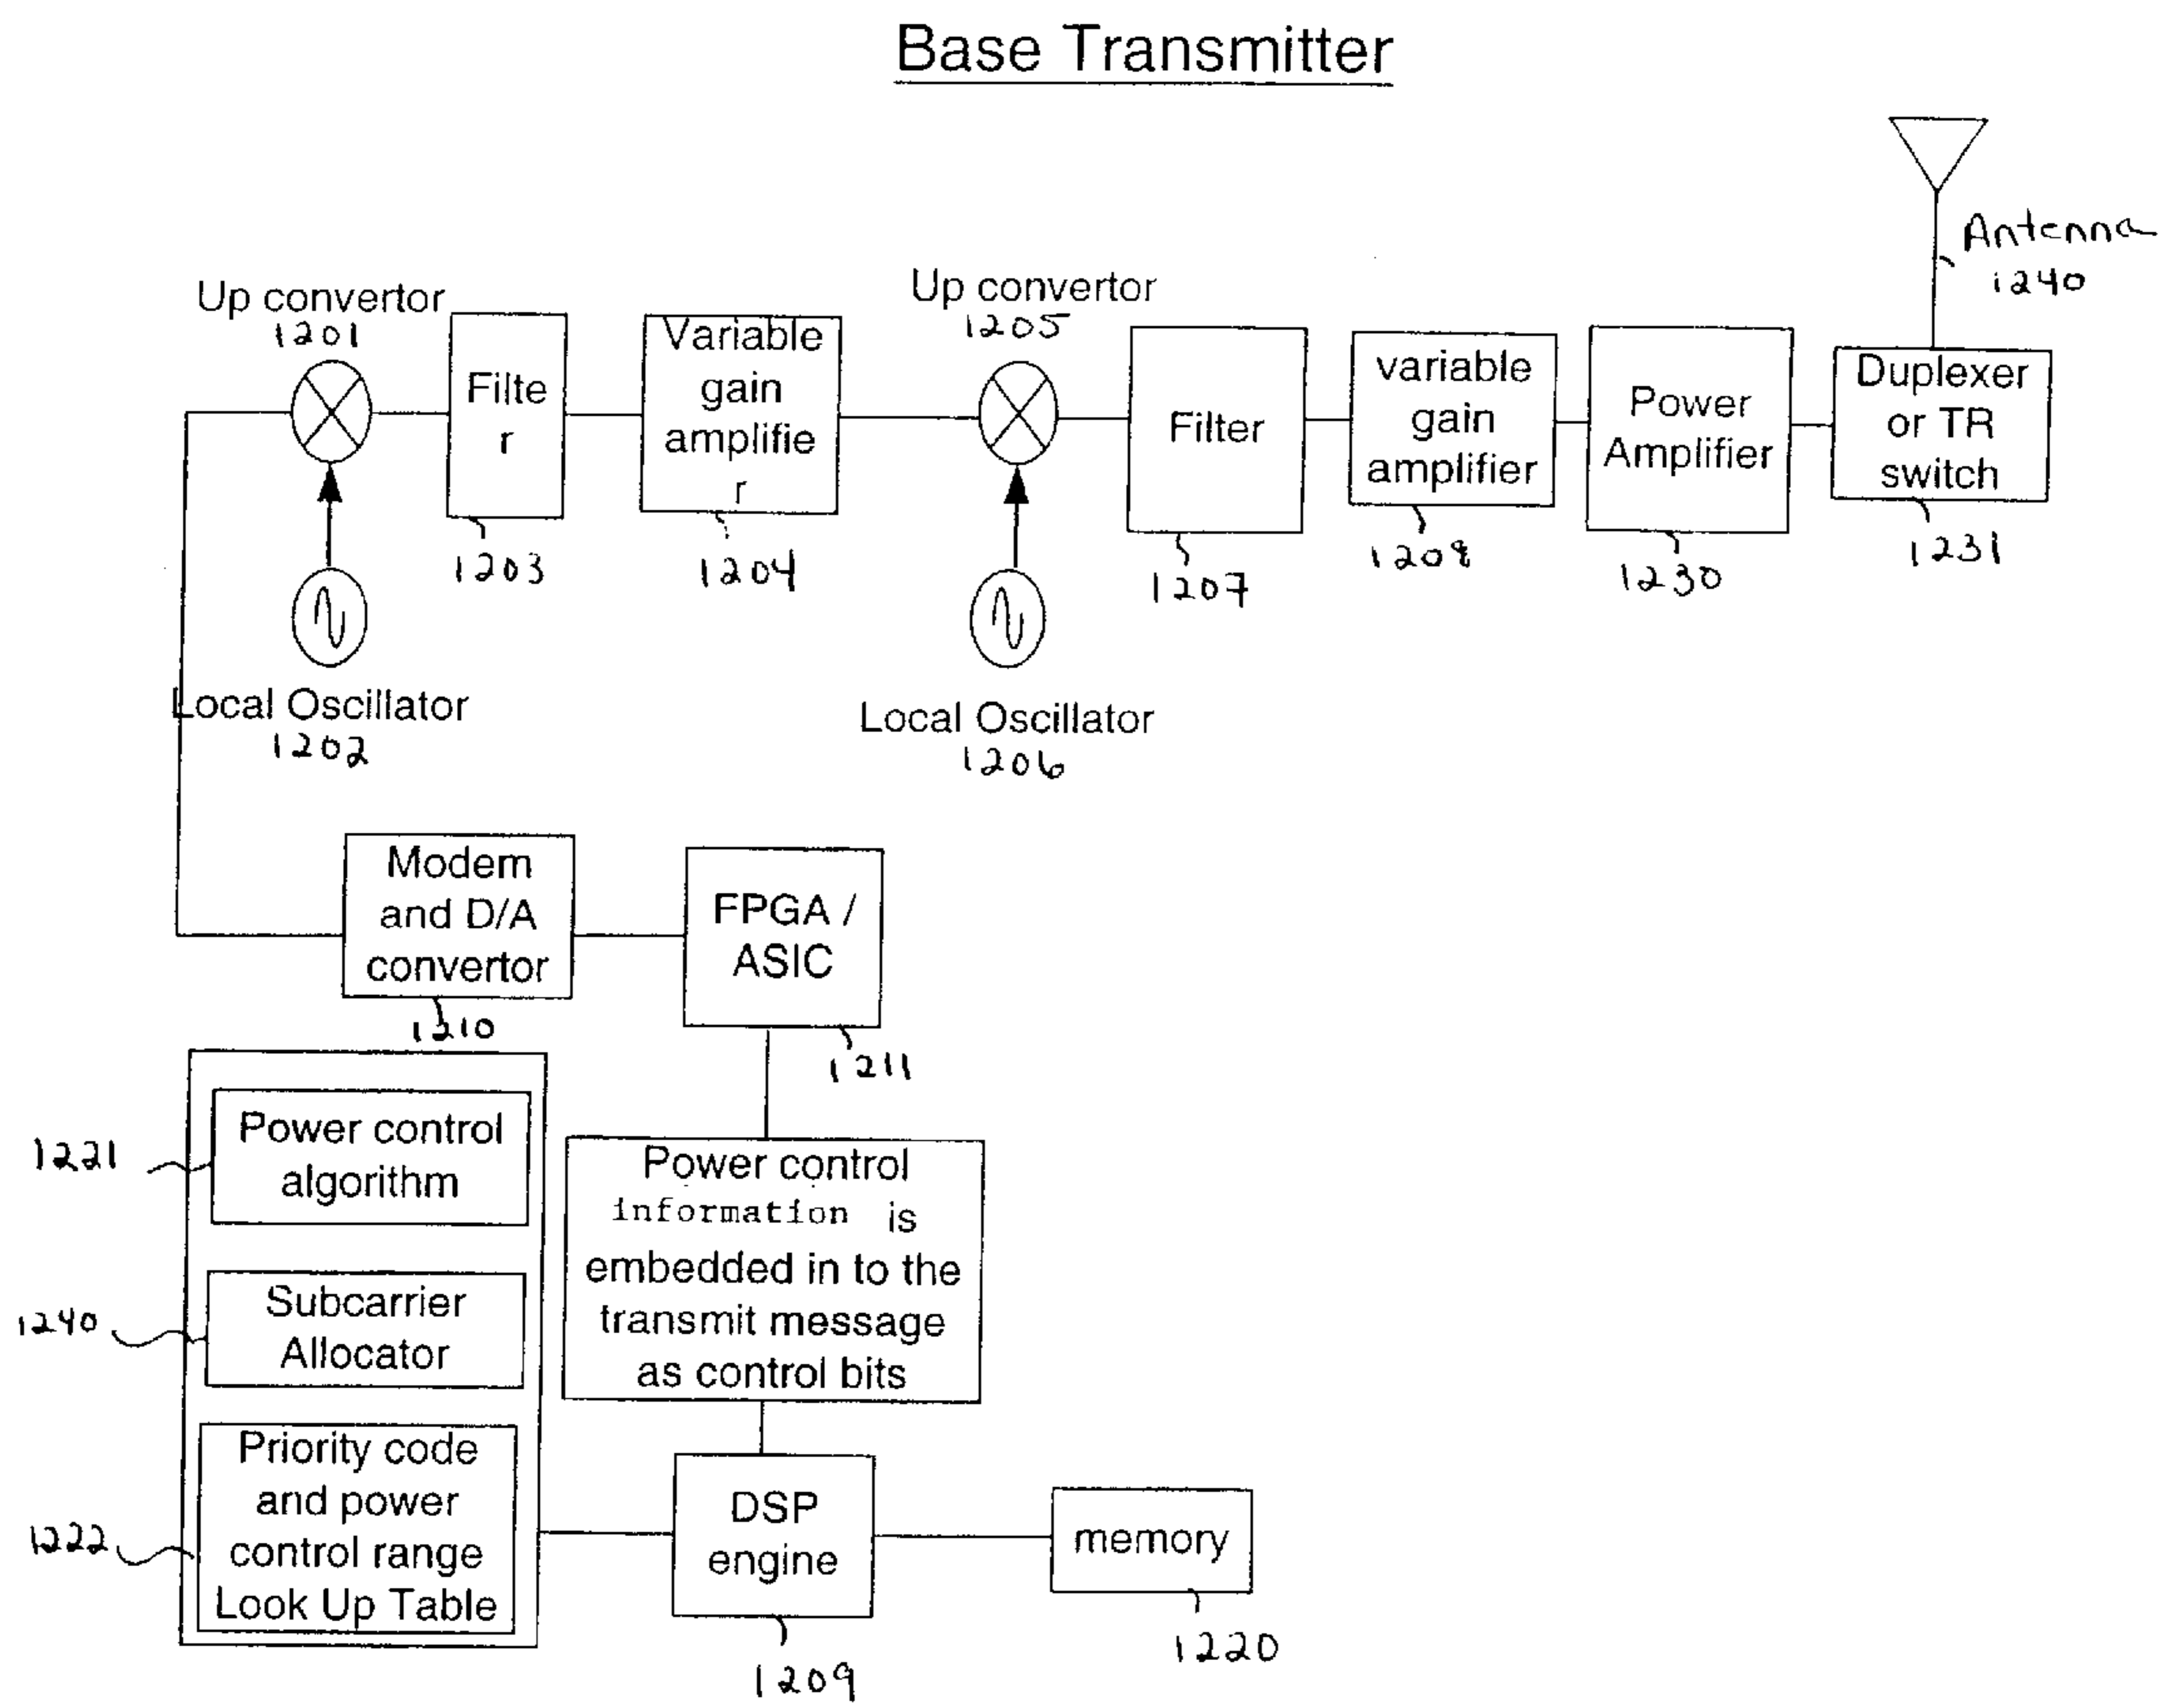 Base Transmitter
Antenna
1240
Up convertor
1201
Filte
r
1203
Variable
gain
amplifie
r
1204
Up convertor
1205
Filter
1207
variable
gain
amplifier
1208
Power
Amplifier
1230
Duplexer
or TR
switch
1231
Local Oscillator
1202
Local Oscillator
1206
Modem
and D/A
convertor
1210
FPGA /
ASIC
1211
1221
Power control
algorithm
1240
Subcarrier
Allocator
1222
Priority code
and power
control range
Look Up Table
Power control
information is
embedded in to the
transmit message
as control bits
DSP
engine
1209
memory
1220